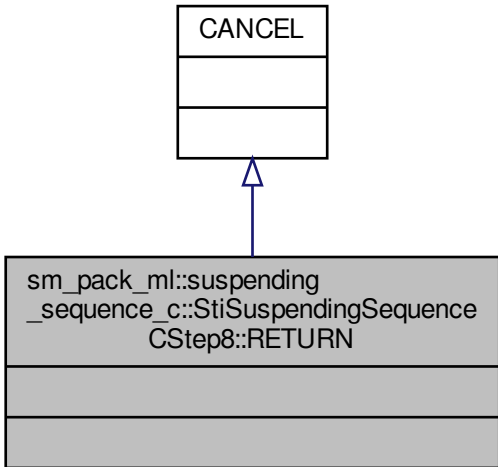 CANCEL
sm_pack_ml::suspending
_sequence_c::StiSuspendingSequence
CStep8::RETURN